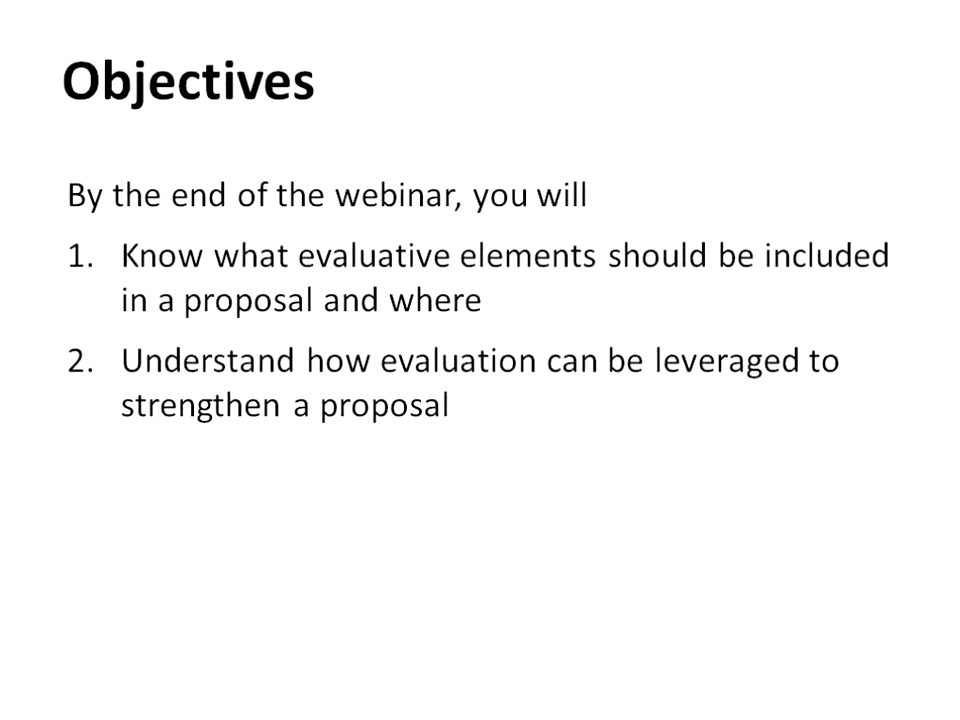 Objectives
By the end of the webinar, you will
1. Know what evaluative elements should be included
in a proposal and where
2. Understand how evaluation can be leveraged to
strengthen a proposal